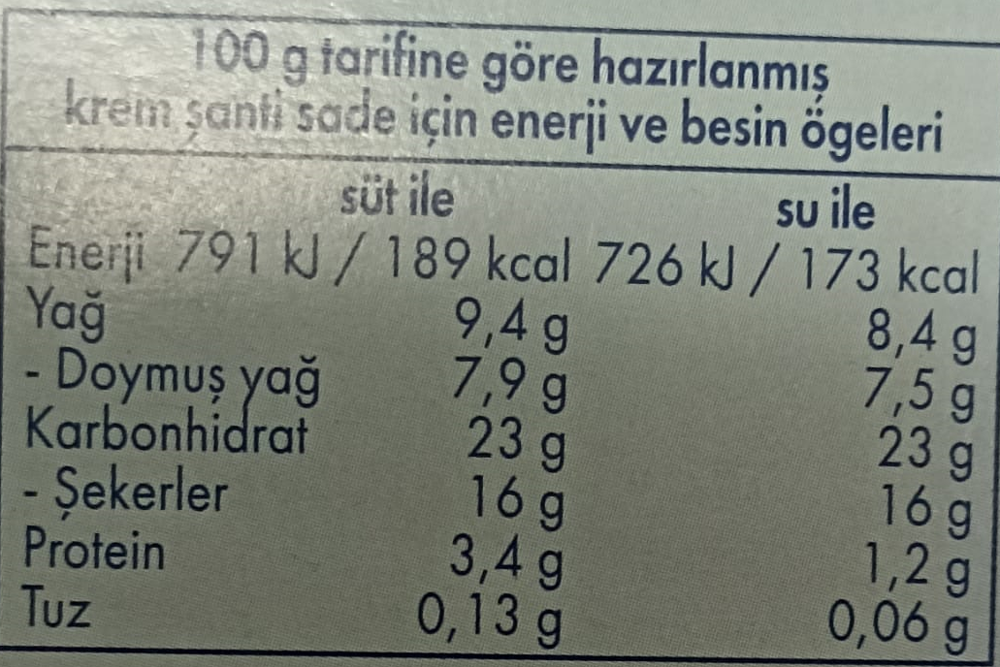 100 g tarifine göre hazırlanmış
krem şanti sade için enerji ve besin ögeleri
süt ile su ile
Enerji 791 kJ / 189 kcal 726 kJ / 173 kcal
Yağ 9,4 g 8,4 g
- Doymuş yağ 7,9 g 7,5 g
Karbonhidrat 23 g 23 g
- Şekerler 16 g 16 g
Protein 3,4 g 1,2 g
Tuz 0,13 g 0,06 g